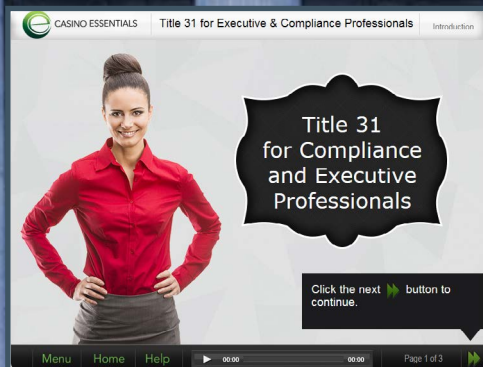 CASINO ESSENTIALS
Title 31 for Executive & Compliance Professionals
Introduction
Title 31
for Compliance
and Executive
Professionals
Click the next button to
continue.
Menu Home Help 00:00 00:00 Page 1 of 3